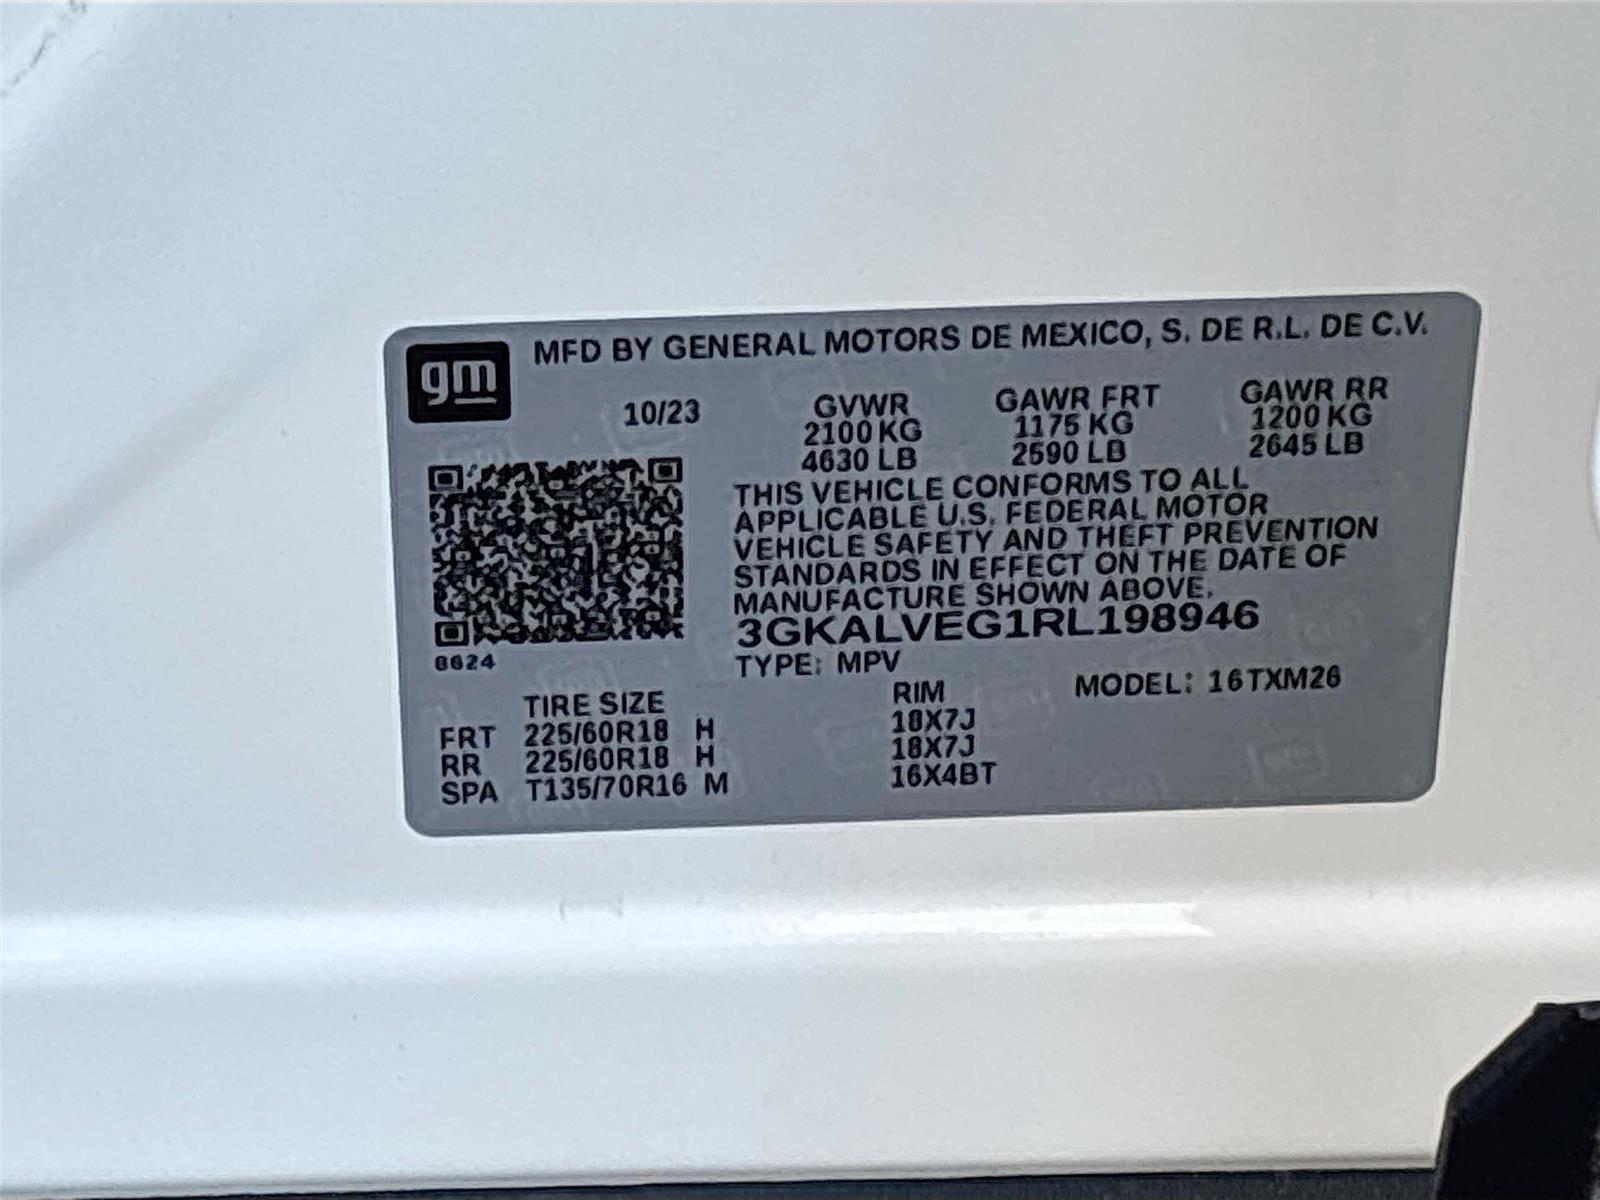 gm
MFD BY GENERAL MOTORS DE MEXICO, S. DE R.L. DE C.V.
10/23 GVWR GAWR FRT GAWR RR
2100 KG 1175 KG 1200 KG
4630 LB 2590 LB 2645 LB
THIS VEHICLE CONFORMS TO ALL
APPLICABLE U.S. FEDERAL MOTOR
VEHICLE SAFETY AND THEFT PREVENTION
STANDARDS IN EFFECT ON THE DATE OF
MANUFACTURE SHOWN ABOVE.
3GKALVEG1RL198946
8624
TYPE: MPV
MODEL: 16TXM26
TIRE SIZE RIM
FRT 225/60R18 H 18X7J
RR 225/60R18 H 18X7J
SPA T135/70R16 M 16X4BT